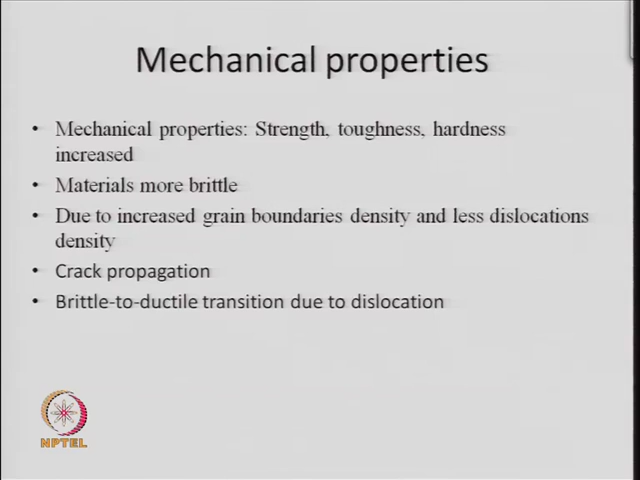 Mechanical properties
• Mechanical properties: Strength, toughness, hardness
increased
• Materials more brittle
• Due to increased grain boundaries density and less dislocations
density
• Crack propagation
• Brittle-to-ductile transition due to dislocation
NPTEL